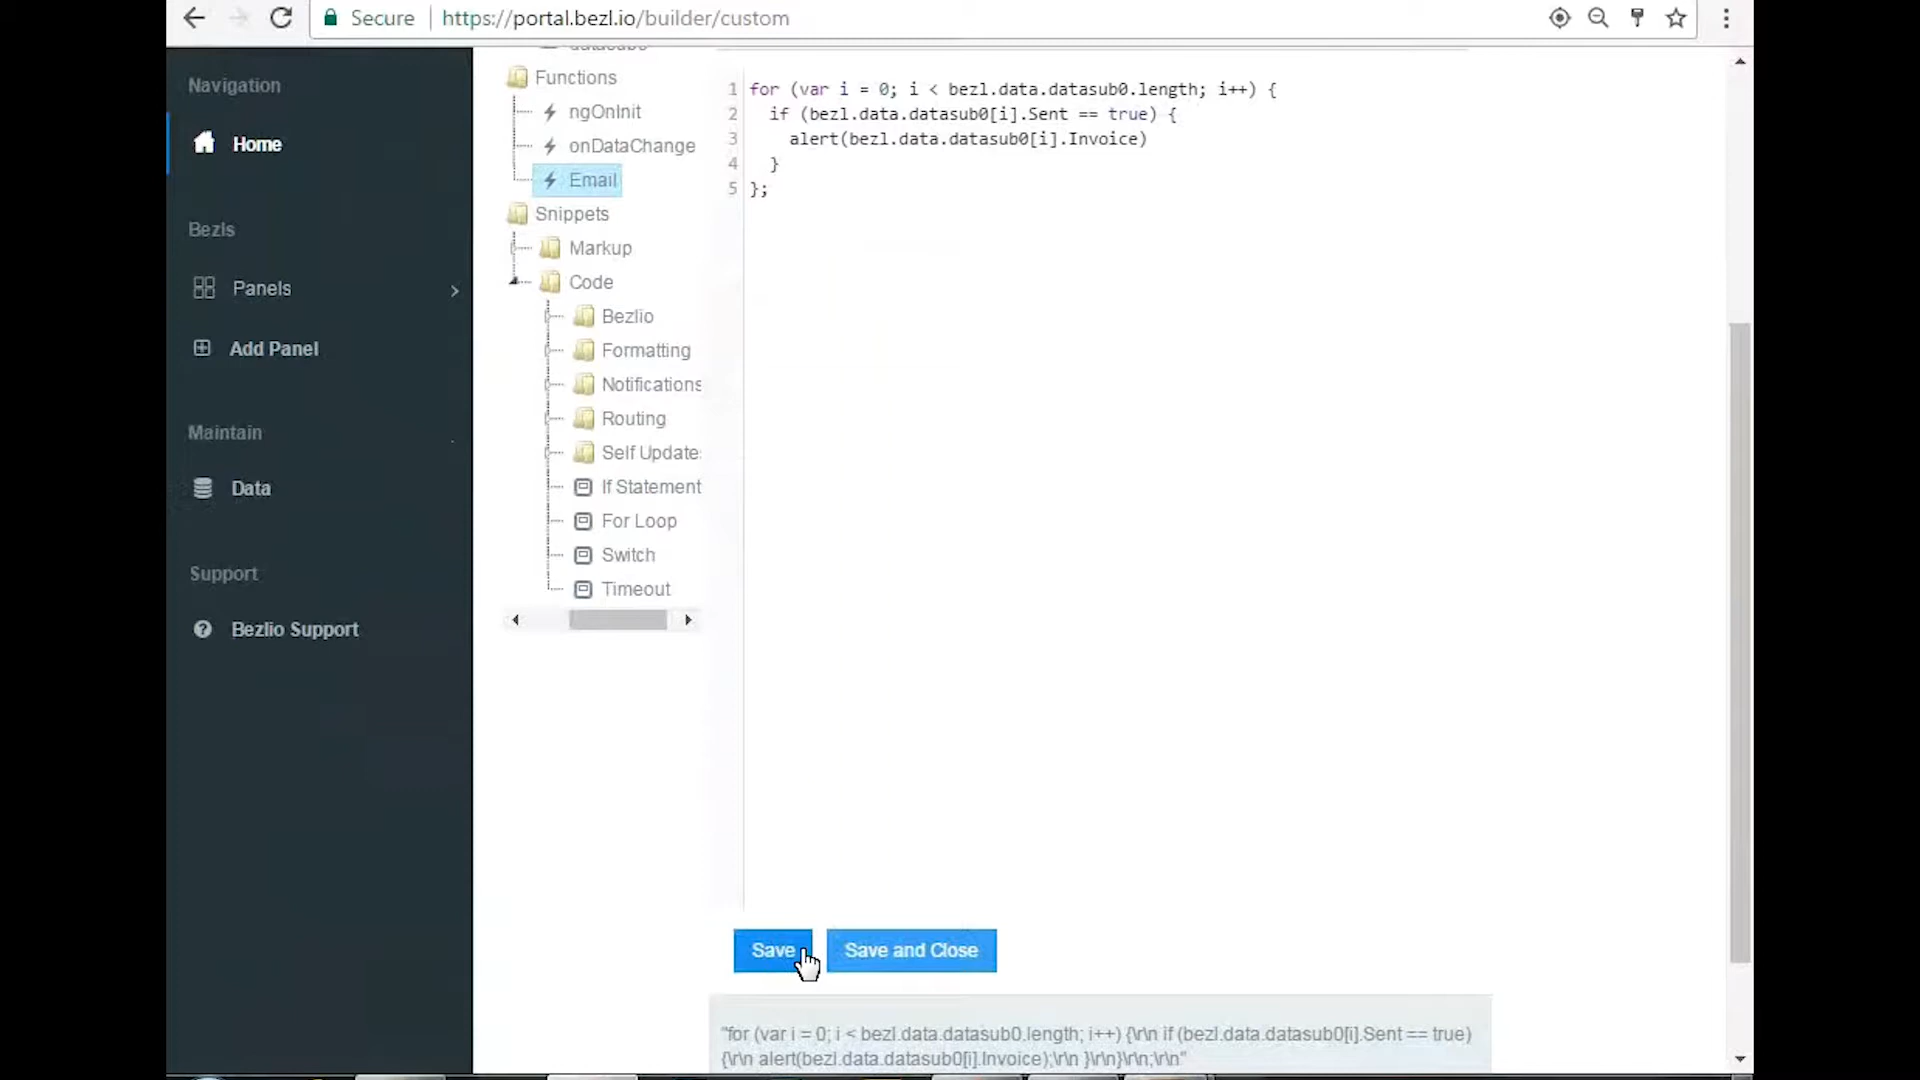 Secure https://portal.bezl.io/builder/custom
Navigation
Home
Bezls
Panels
Add Panel
Maintain
Data
Support
Bezlio Support
datasub0
Functions
ngOnInit
onDataChange
Email
Snippets
Markup
Code
Bezlio
Formatting
Notifications
Routing
Self Update
If Statement
For Loop
Switch
Timeout
1 for (var i = 0; i < bezl.data.datasub0.length; i++) {
2 if (bezl.data.datasub0[i].Sent == true) {
3 alert(bezl.data.datasub0[i].Invoice)
4 }
5 };
Save Save and Close
"for (var i = 0; i < bezl.data.datasub0.length; i++) {\r\n if (bezl.data.datasub0[i].Sent == true)
{\r\n alert(bezl.data.datasub0[i].Invoice);\r\n }\r\n}\r\n;\r\n"